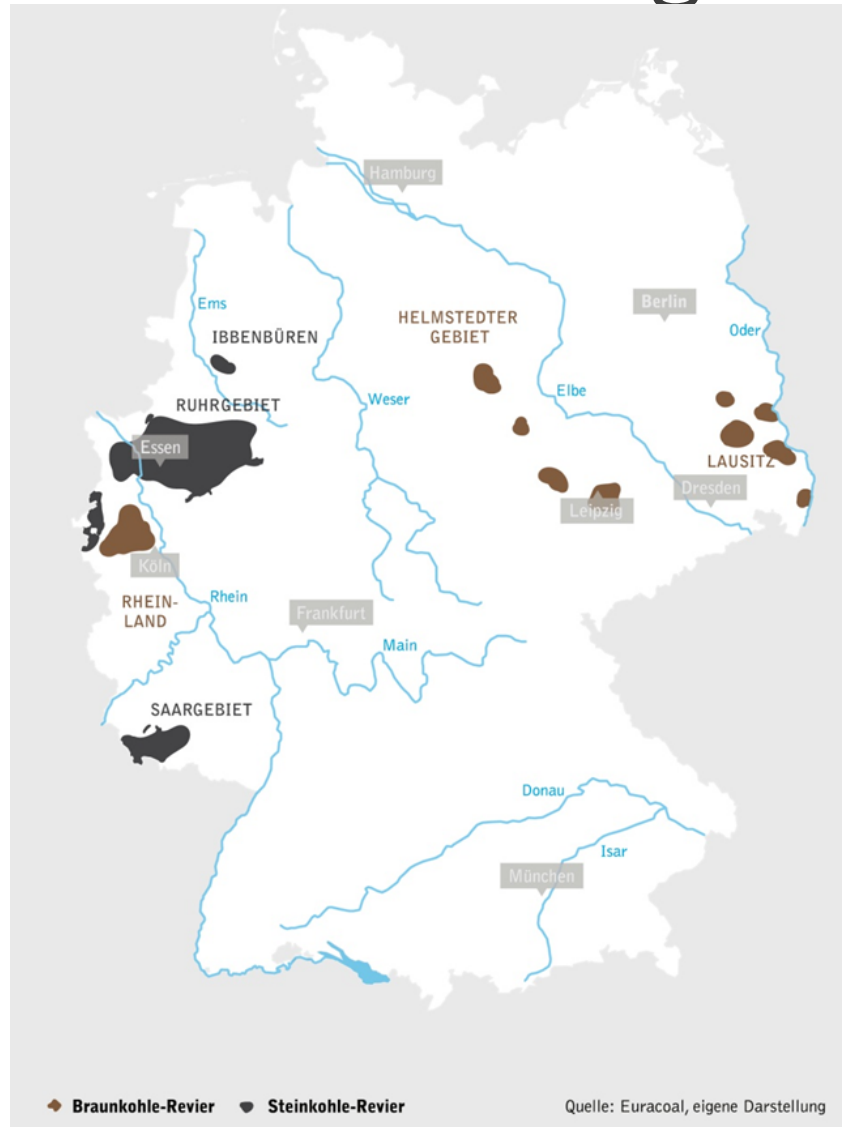 Hamburg
Ems
Berlin
HELMSTEDTER
GEBIET
Oder
IBBENBÜREN
Elbe
Weser
RUHRGEBIET
Essen
LAUSITZ
Dresden
Leipzig
Köln
RHEIN-
LAND
Rhein
Frankfurt
Main
SAARGEBIET
Donau
Isar
München
Braunkohle-Revier
Steinkohle-Revier
Quelle: Euracoal, eigene Darstellung